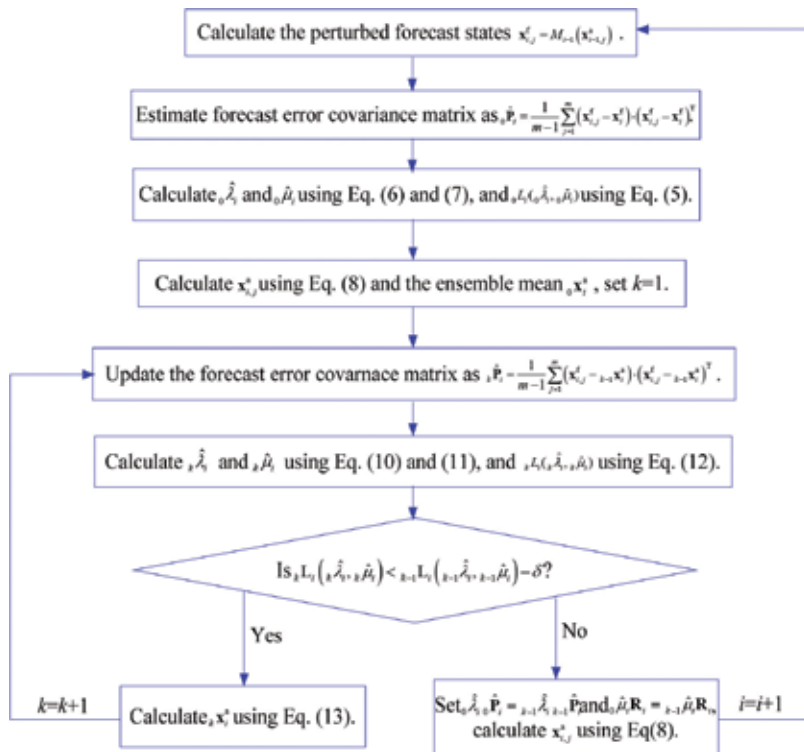 Calculate the perturbed forecast states x^f_{i,j} = M_{i-1}(x^a_{i-1,j}) .
Estimate forecast error covariance matrix as ₀P̂_i = \frac{1}{m-1} \sum_{j=1}^{m} (x^f_{i,j} - x^f_i)·(x^f_{i,j} - x^f_i)^T.
Calculate ₀λ̂_i and ₀μ̂_i using Eq. (6) and (7), and ₀L_i(₀λ̂_i, ₀μ̂_i) using Eq. (5).
Calculate x^a_{i,j} using Eq. (8) and the ensemble mean ₀x^a_i , set k=1.
Update the forecast error covarnace matrix as ₖP̂_i = \frac{1}{m-1} \sum_{j=1}^{m} (x^f_{i,j} - ₖ₋₁x^a_i)·(x^f_{i,j} - ₖ₋₁x^a_i)^T .
Calculate ₖλ̂_i and ₖμ̂_i using Eq. (10) and (11), and ₖL_i(ₖλ̂_i, ₖμ̂_i) using Eq. (12).
Is ₖL_i(ₖλ̂_i, ₖμ̂_i) < ₖ₋₁L_i(ₖ₋₁λ̂_i, ₖ₋₁μ̂_i) - δ?
Yes
No
k=k+1
Calculate ₖx^a_i using Eq. (13).
Set ₀λ̂_i ₀P̂_i = ₖ₋₁λ̂_i ₖ₋₁P̂_i and ₀μ̂_i R_i = ₖ₋₁μ̂_i R_i,
calculate x^a_{i,j} using Eq(8).
i=i+1